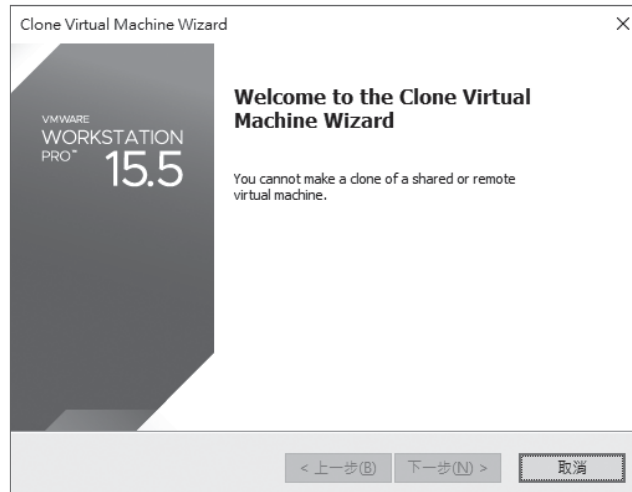 Clone Virtual Machine Wizard
VMWARE
WORKSTATION
PRO™ 15.5
Welcome to the Clone Virtual
Machine Wizard
You cannot make a clone of a shared or remote
virtual machine.
< 上一步(B) 下一步(N) > 取消